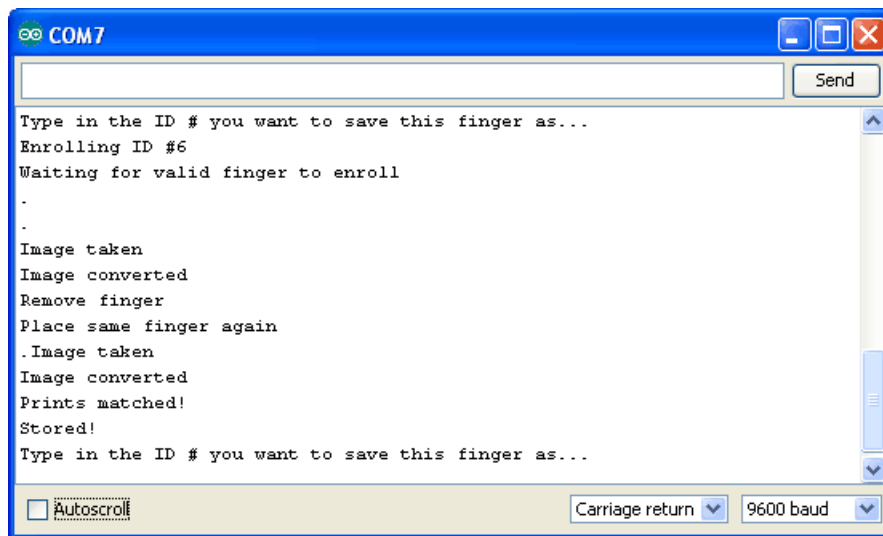 COM7
Send
Type in the ID # you want to save this finger as...
Enrolling ID #6
Waiting for valid finger to enroll
.
.
Image taken
Image converted
Remove finger
Place same finger again
.Image taken
Image converted
Prints matched!
Stored!
Type in the ID # you want to save this finger as...
Autoscroll Carriage return 9600 baud